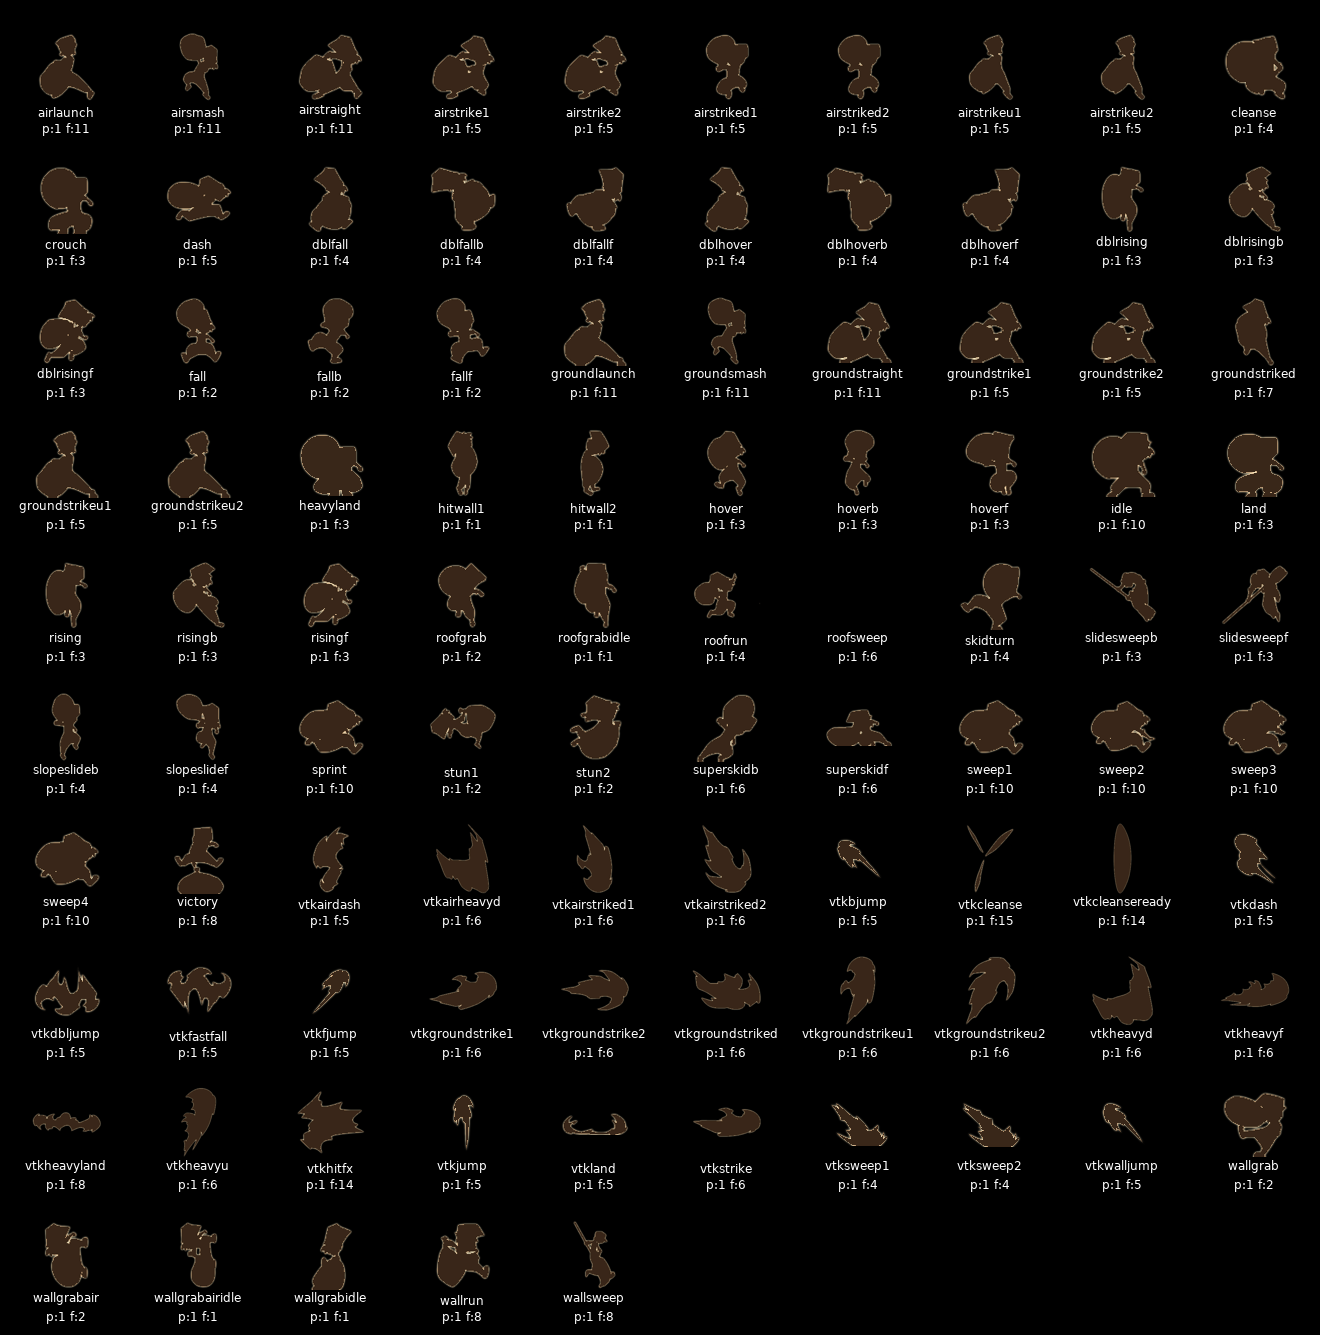 airlaunch airsmash airstraight airstrike1 airstrike2 airstriked1 airstriked2 airstrikeu1 airstrikeu2 cleanse
p:1 f:11 p:1 f:11 p:1 f:11 p:1 f:5 p:1 f:5 p:1 f:5 p:1 f:5 p:1 f:5 p:1 f:5 p:1 f:4
crouch dash dblfall dblfallb dblfallf dblhover dblhoverb dblhoverf dblrising dblrisingb
p:1 f:3 p:1 f:5 p:1 f:4 p:1 f:4 p:1 f:4 p:1 f:4 p:1 f:4 p:1 f:4 p:1 f:3 p:1 f:3
dblrisingf fall fallb fallf groundlaunch groundsmash groundstraight groundstrike1 groundstrike2 groundstriked
p:1 f:3 p:1 f:2 p:1 f:2 p:1 f:2 p:1 f:11 p:1 f:11 p:1 f:11 p:1 f:5 p:1 f:5 p:1 f:7
groundstrikeu1 groundstrikeu2 heavyland hitwall1 hitwall2 hover hoverb hoverf idle land
p:1 f:5 p:1 f:5 p:1 f:3 p:1 f:1 p:1 f:1 p:1 f:3 p:1 f:3 p:1 f:3 p:1 f:10 p:1 f:3
rising risingb risingf roofgrab roofgrabidle roofrun roofsweep skidturn slidesweepb slidesweepf
p:1 f:3 p:1 f:3 p:1 f:3 p:1 f:2 p:1 f:1 p:1 f:4 p:1 f:6 p:1 f:4 p:1 f:3 p:1 f:3
slopeslideb slopeslidef sprint stun1 stun2 superskidb superskidf sweep1 sweep2 sweep3
p:1 f:4 p:1 f:4 p:1 f:10 p:1 f:2 p:1 f:2 p:1 f:6 p:1 f:6 p:1 f:10 p:1 f:10 p:1 f:10
sweep4 victory vtkairdash vtkairheavyd vtkairstriked1 vtkairstriked2 vtkbjump vtkcleanse vtkcleanseready vtkdash
p:1 f:10 p:1 f:8 p:1 f:5 p:1 f:6 p:1 f:6 p:1 f:6 p:1 f:5 p:1 f:15 p:1 f:14 p:1 f:5
vtkdbljump vtkfastfall vtkfjump vtkgroundstrike1 vtkgroundstrike2 vtkgroundstriked vtkgroundstrikeu1 vtkgroundstrikeu2 vtkheavyd vtkheavyf
p:1 f:5 p:1 f:5 p:1 f:5 p:1 f:6 p:1 f:6 p:1 f:6 p:1 f:6 p:1 f:6 p:1 f:6 p:1 f:6
vtkheavyland vtkheavyu vtkhitfx vtkjump vtkland vtkstrike vtksweep1 vtksweep2 vtkwalljump wallgrab
p:1 f:8 p:1 f:6 p:1 f:14 p:1 f:5 p:1 f:5 p:1 f:6 p:1 f:4 p:1 f:4 p:1 f:5 p:1 f:2
wallgrabair wallgrabairidle wallgrabidle wallrun wallsweep
p:1 f:2 p:1 f:1 p:1 f:1 p:1 f:8 p:1 f:8